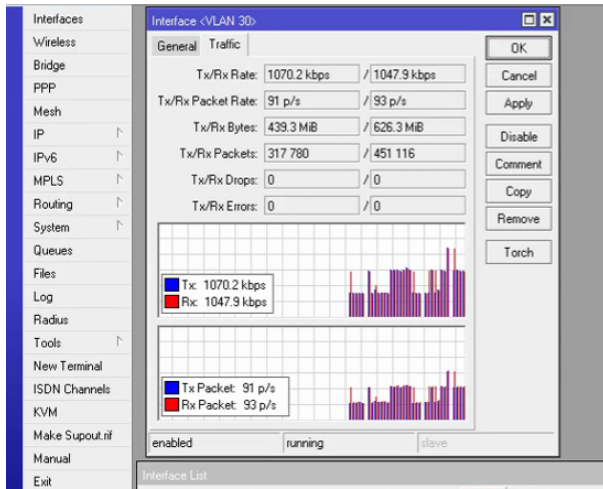 Interfaces
Wireless
Bridge
PPP
Mesh
IP
IPv6
MPLS
Routing
System
Queues
Files
Log
Radius
Tools
New Terminal
ISDN Channels
KVM
Make Supout.rif
Manual
Exit
Interface <VLAN 30>
General Traffic
Tx/Rx Rate: 1070.2 kbps / 1047.9 kbps
Tx/Rx Packet Rate: 91 p/s / 93 p/s
Tx/Rx Bytes: 439.3 MiB / 626.3 MiB
Tx/Rx Packets: 317 780 / 451 116
Tx/Rx Drops: 0 / 0
Tx/Rx Errors: 0 / 0
Tx: 1070.2 kbps
Rx: 1047.9 kbps
Tx Packet: 91 p/s
Rx Packet: 93 p/s
enabled running slave
OK
Cancel
Apply
Disable
Comment
Copy
Remove
Torch
Interface List